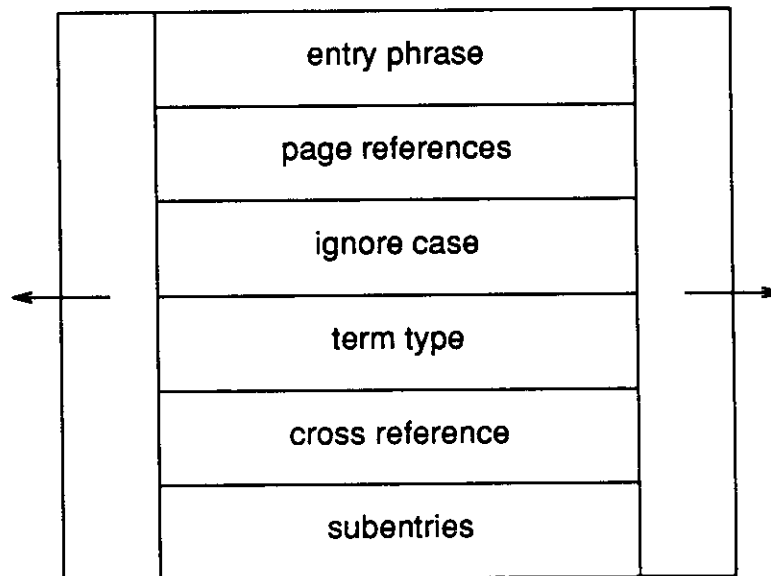 entry phrase
page references
ignore case
term type
cross reference
subentries